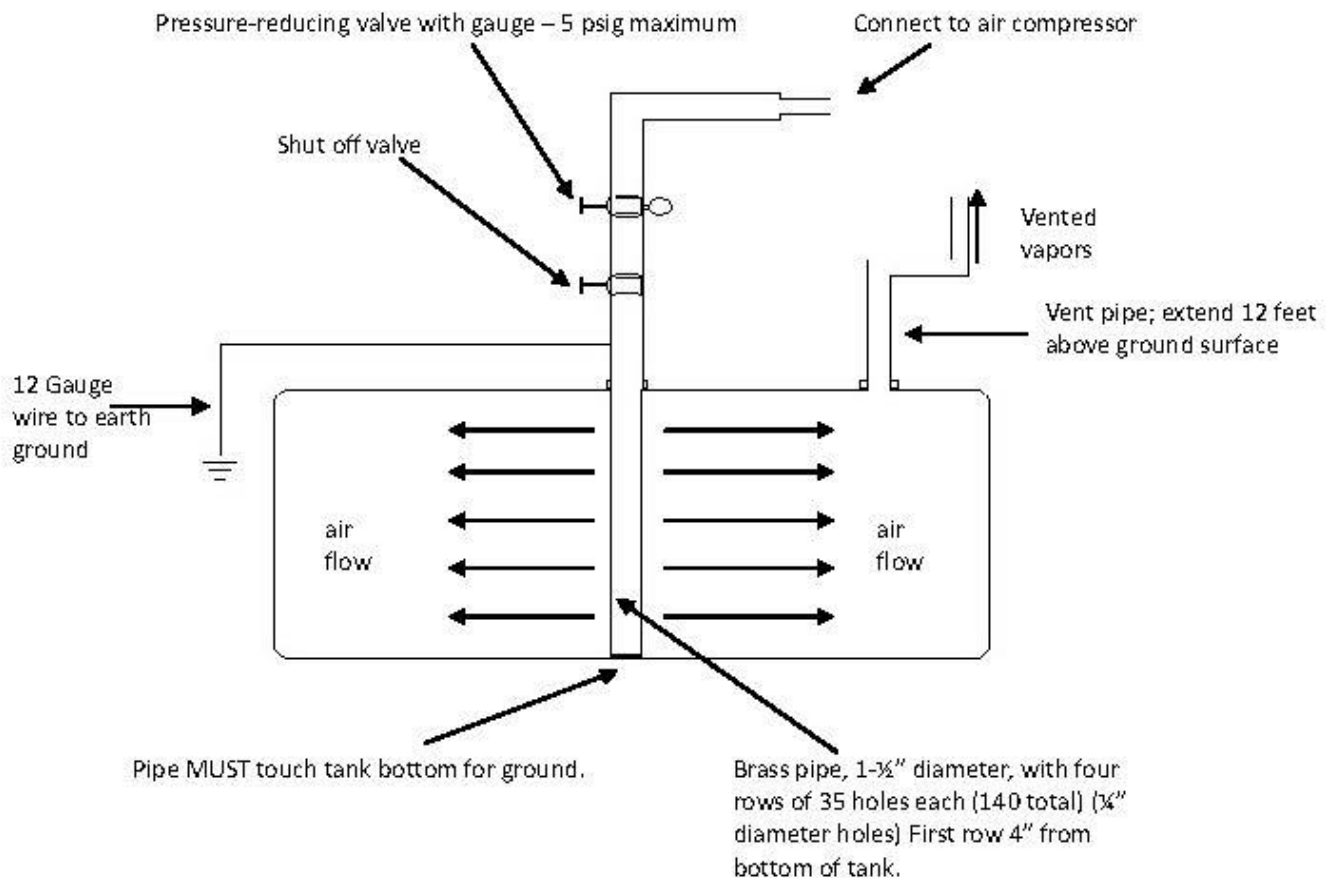 Pressure-reducing valve with gauge – 5 psig maximum
Connect to air compressor
Shut off valve
Vented
vapors
Vent pipe; extend 12 feet
above ground surface
12 Gauge
wire to earth
ground
air
flow
air
flow
Pipe MUST touch tank bottom for ground.
Brass pipe, 1-½” diameter, with four
rows of 35 holes each (140 total) (¼”
diameter holes) First row 4” from
bottom of tank.